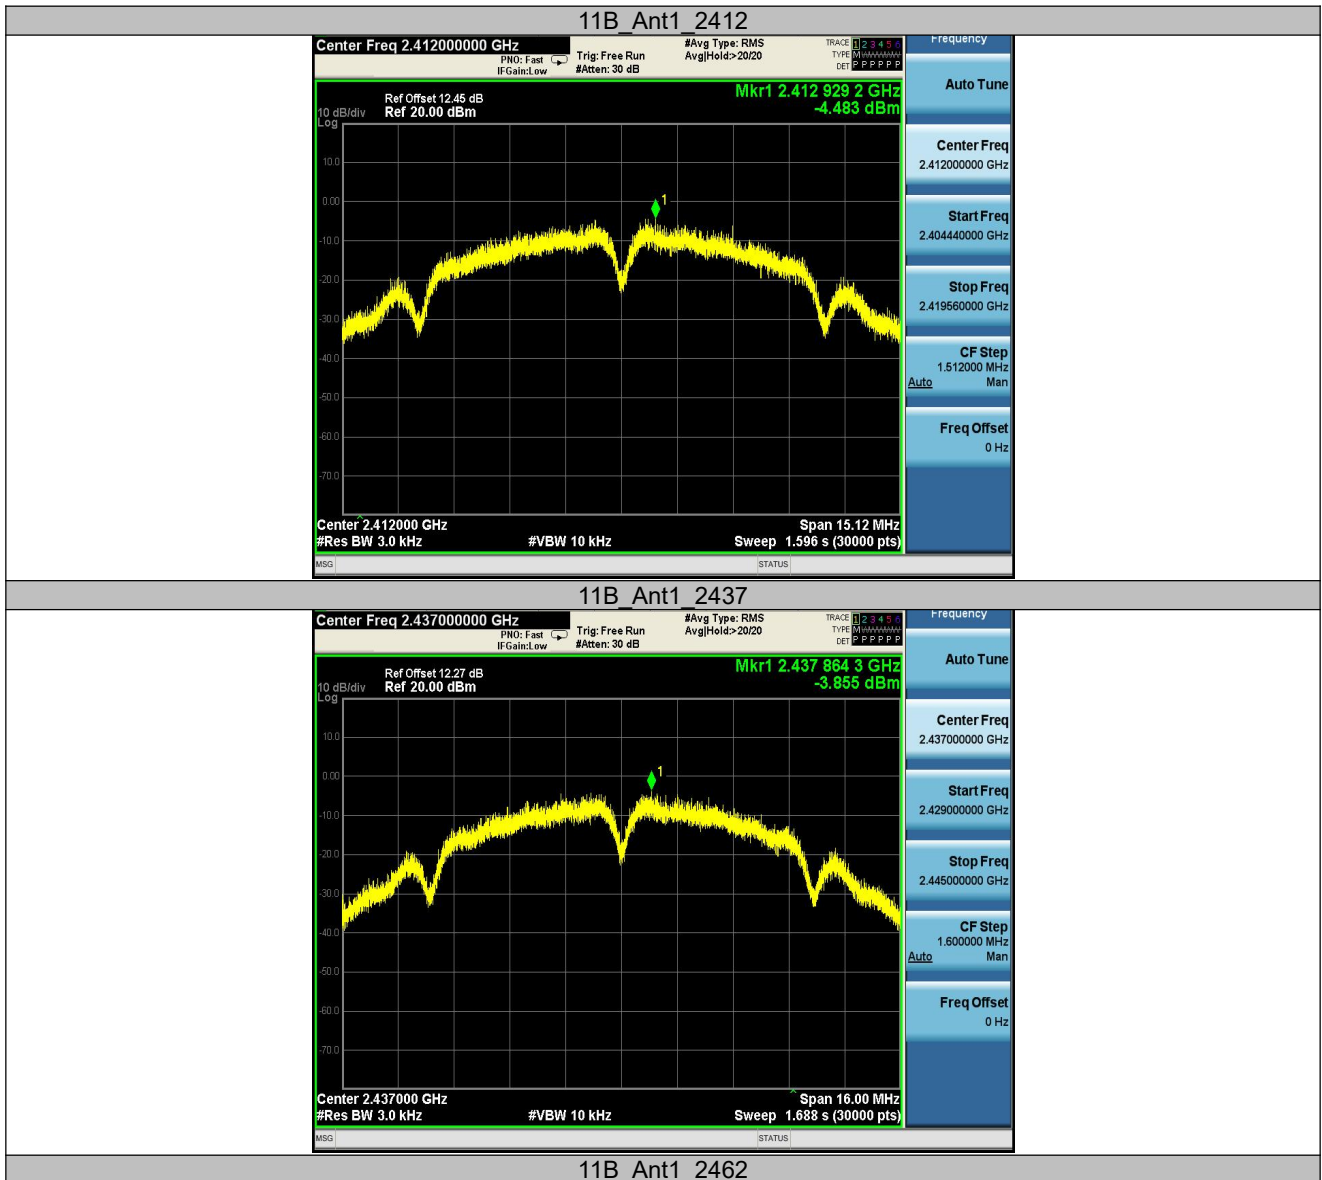 11B_Ant1_2412
Center Freq 2.412000000 GHz
PNO: Fast
IFGain:Low
Trig: Free Run
#Atten: 30 dB
#Avg Type: RMS
Avg|Hold:>20/20
TRACE 1 2 3 4 5 6
TYPE M WWWWW
DET P P P P P P
Frequency
Mkr1 2.412 929 2 GHz
-4.483 dBm
Ref Offset 12.45 dB
10 dB/div Ref 20.00 dBm
Log
10.0
0.00
-10.0
-20.0
-30.0
-40.0
-50.0
-60.0
-70.0
1
Center 2.412000 GHz
Span 15.12 MHz
#Res BW 3.0 kHz
#VBW 10 kHz
Sweep 1.596 s (30000 pts)
MSG
STATUS
Auto Tune
Center Freq
2.412000000 GHz
Start Freq
2.404440000 GHz
Stop Freq
2.419560000 GHz
CF Step
1.512000 MHz
Auto Man
Freq Offset
0 Hz
11B_Ant1_2437
Center Freq 2.437000000 GHz
PNO: Fast
IFGain:Low
Trig: Free Run
#Atten: 30 dB
#Avg Type: RMS
Avg|Hold:>20/20
TRACE 1 2 3 4 5 6
TYPE M WWWWW
DET P P P P P P
Frequency
Mkr1 2.437 864 3 GHz
-3.855 dBm
Ref Offset 12.27 dB
10 dB/div Ref 20.00 dBm
Log
10.0
0.00
-10.0
-20.0
-30.0
-40.0
-50.0
-60.0
-70.0
1
Center 2.437000 GHz
Span 16.00 MHz
#Res BW 3.0 kHz
#VBW 10 kHz
Sweep 1.688 s (30000 pts)
MSG
STATUS
Auto Tune
Center Freq
2.437000000 GHz
Start Freq
2.429000000 GHz
Stop Freq
2.445000000 GHz
CF Step
1.600000 MHz
Auto Man
Freq Offset
0 Hz
11B_Ant1_2462